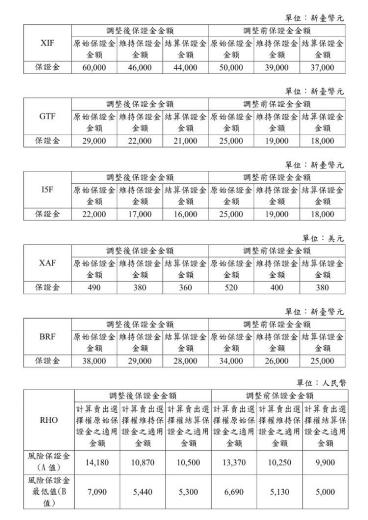 單位：新臺幣元
XIF
調整後保證金金額 調整前保證金金額
原始保證金金額 維持保證金金額 結算保證金金額 原始保證金金額 維持保證金金額 結算保證金金額
保證金 60,000 46,000 44,000 50,000 39,000 37,000
單位：新臺幣元
GTF
調整後保證金金額 調整前保證金金額
原始保證金金額 維持保證金金額 結算保證金金額 原始保證金金額 維持保證金金額 結算保證金金額
保證金 29,000 22,000 21,000 25,000 19,000 18,000
單位：新臺幣元
I5F
調整後保證金金額 調整前保證金金額
原始保證金金額 維持保證金金額 結算保證金金額 原始保證金金額 維持保證金金額 結算保證金金額
保證金 22,000 17,000 16,000 25,000 19,000 18,000
單位：美元
XAF
調整後保證金金額 調整前保證金金額
原始保證金金額 維持保證金金額 結算保證金金額 原始保證金金額 維持保證金金額 結算保證金金額
保證金 490 380 360 520 400 380
單位：新臺幣元
BRF
調整後保證金金額 調整前保證金金額
原始保證金金額 維持保證金金額 結算保證金金額 原始保證金金額 維持保證金金額 結算保證金金額
保證金 38,000 29,000 28,000 34,000 26,000 25,000
單位：人民幣
RHO
調整後保證金金額 調整前保證金金額
計算賣出選擇權原始保證金之適用金額 計算賣出選擇權維持保證金之適用金額 計算賣出選擇權結算保證金之適用金額 計算賣出選擇權原始保證金之適用金額 計算賣出選擇權維持保證金之適用金額 計算賣出選擇權結算保證金之適用金額
風險保證金(A 值) 14,180 10,870 10,500 13,370 10,250 9,900
風險保證金最低值(B 值) 7,090 5,440 5,300 6,690 5,130 5,000